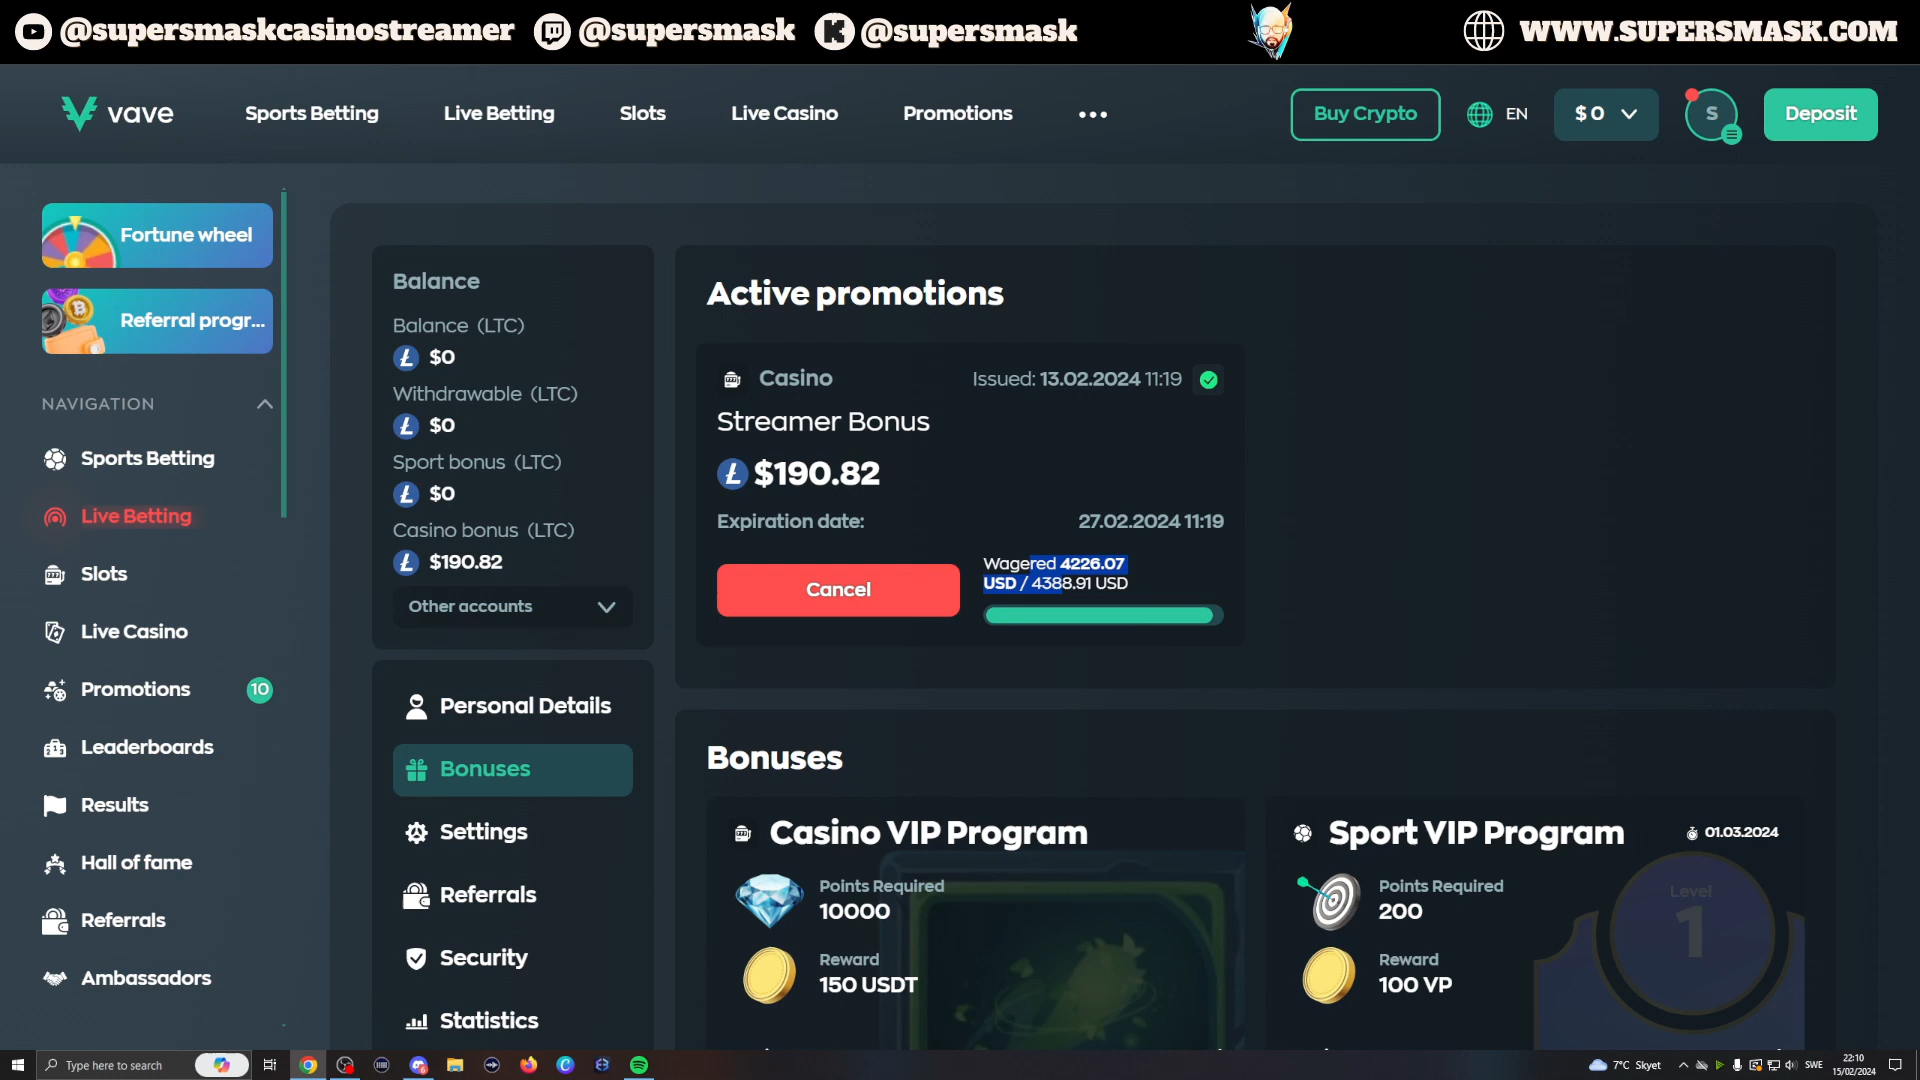 @supersmaskcasinostreamer @supersmask @supersmask WWW.SUPERSMASK.COM
vave Sports Betting Live Betting Slots Live Casino Promotions ••• Buy Crypto EN $ 0 S Deposit
Fortune wheel
Referral progr...
NAVIGATION
Sports Betting
Live Betting
Slots
Live Casino
Promotions 10
Leaderboards
Results
Hall of fame
Referrals
Ambassadors
Balance
Balance (LTC)
$0
Withdrawable (LTC)
$0
Sport bonus (LTC)
$0
Casino bonus (LTC)
$190.82
Other accounts
Personal Details
Bonuses
Settings
Referrals
Security
Statistics
Active promotions
Casino Issued: 13.02.2024 11:19
Streamer Bonus
$190.82
Expiration date: 27.02.2024 11:19
Cancel
Wagered 4226.07
USD / 4388.91 USD
Bonuses
Casino VIP Program
Points Required
10000
Reward
150 USDT
Sport VIP Program 01.03.2024
Points Required
200
Reward
100 VP
Level
1
Type here to search
7°C Skyet SWE 22:10
15/02/2024